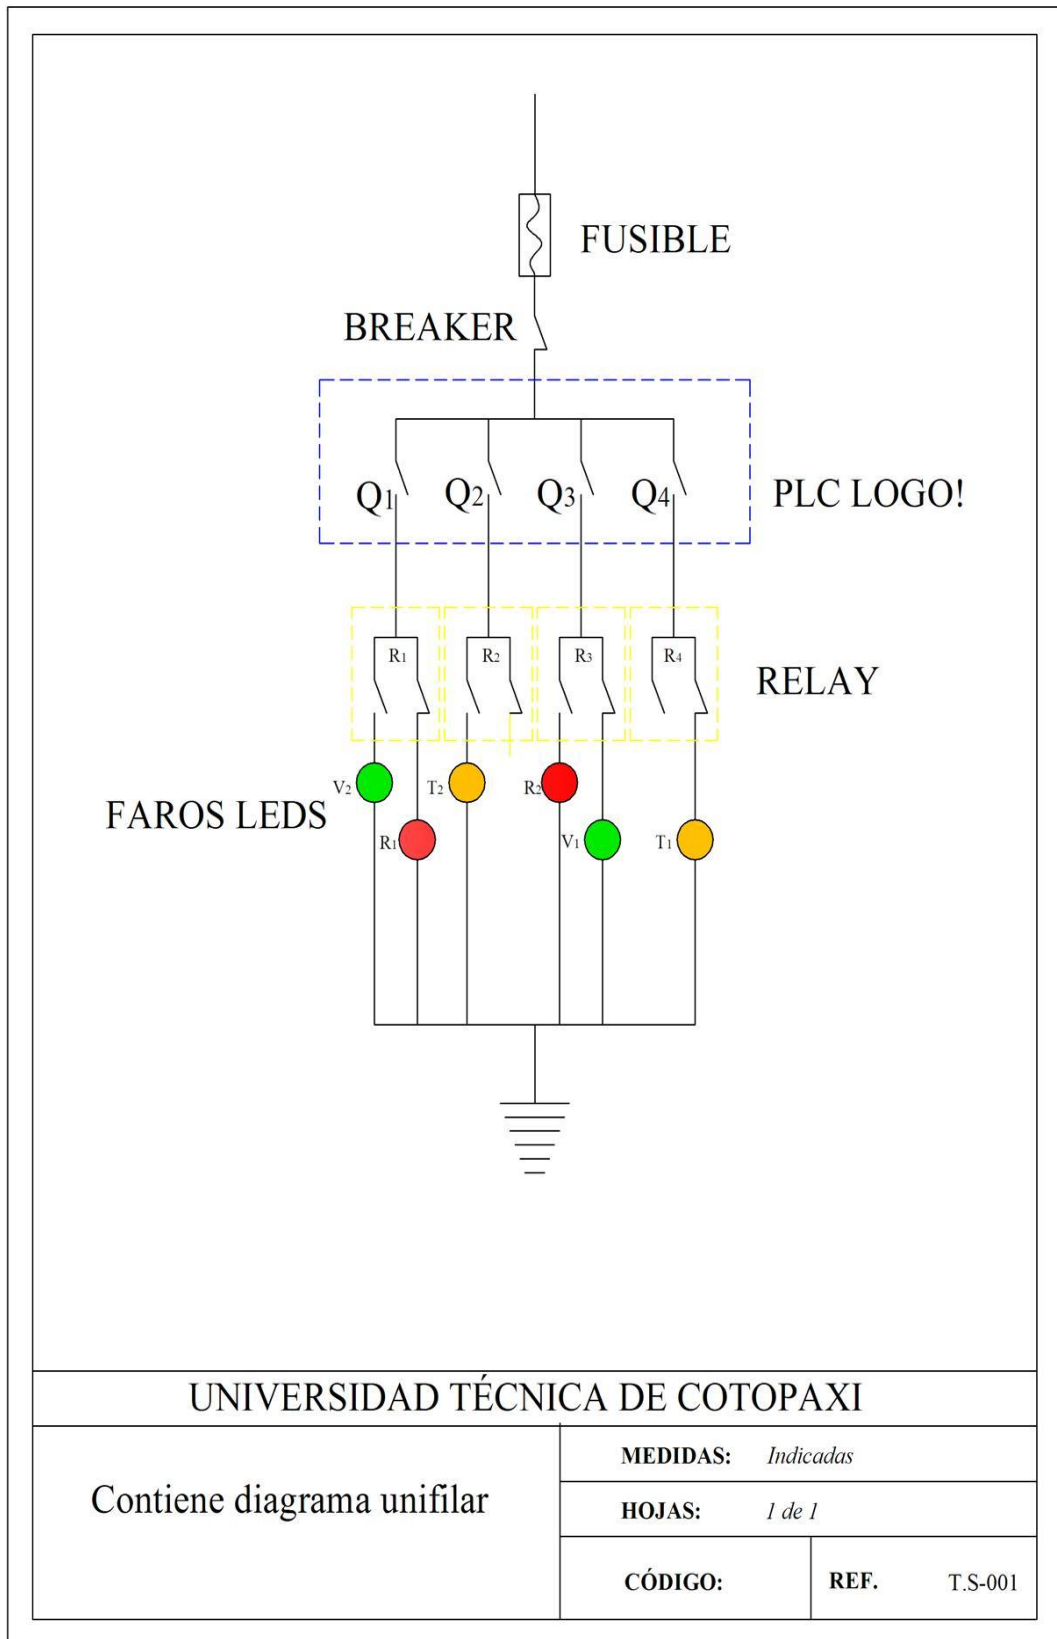 FUSIBLE
BREAKER
Q1 Q2 Q3 Q4
PLC LOGO!
R1 R2 R3 R4
RELAY
V2 T2 R2
FAROS LEDS
R1 V1 T1
UNIVERSIDAD TÉCNICA DE COTOPAXI
Contiene diagrama unifilar
MEDIDAS: Indicadas
HOJAS: 1 de 1
CÓDIGO:
REF. T.S-001